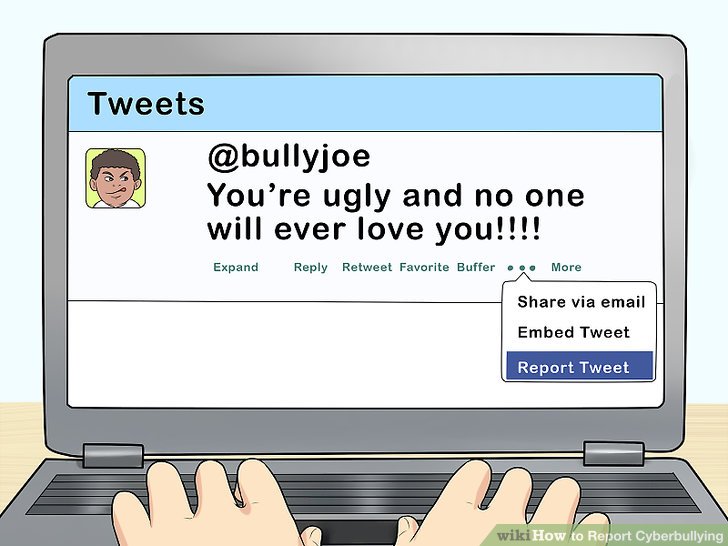 Tweets
@bullyjoe
You're ugly and no one
will ever love you!!!!
Expand Reply Retweet Favorite Buffer ••• More
Share via email
Embed Tweet
Report Tweet
wikiHow to Report Cyberbullying